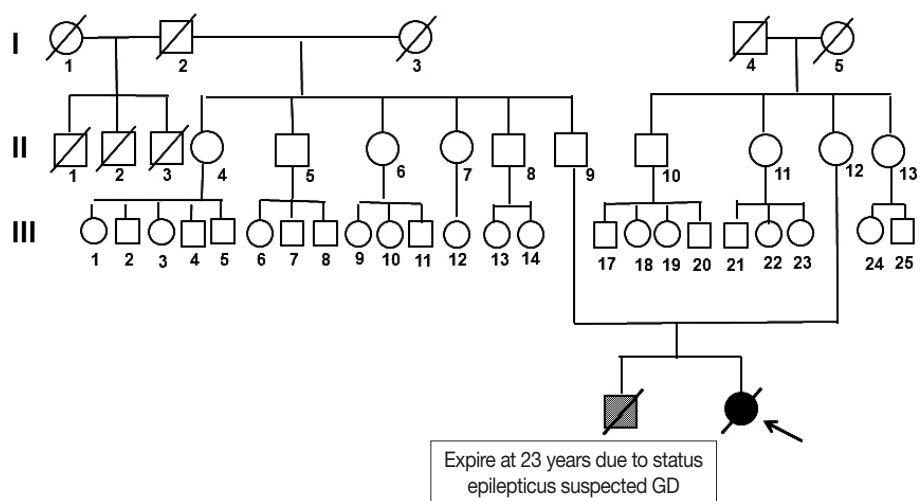 I
1 2 3 4 5
II
1 2 3 4 5 6 7 8 9 10 11 12 13
III
1 2 3 4 5 6 7 8 9 10 11 12 13 14 17 18 19 20 21 22 23 24 25
Expire at 23 years due to status
epilepticus suspected GD